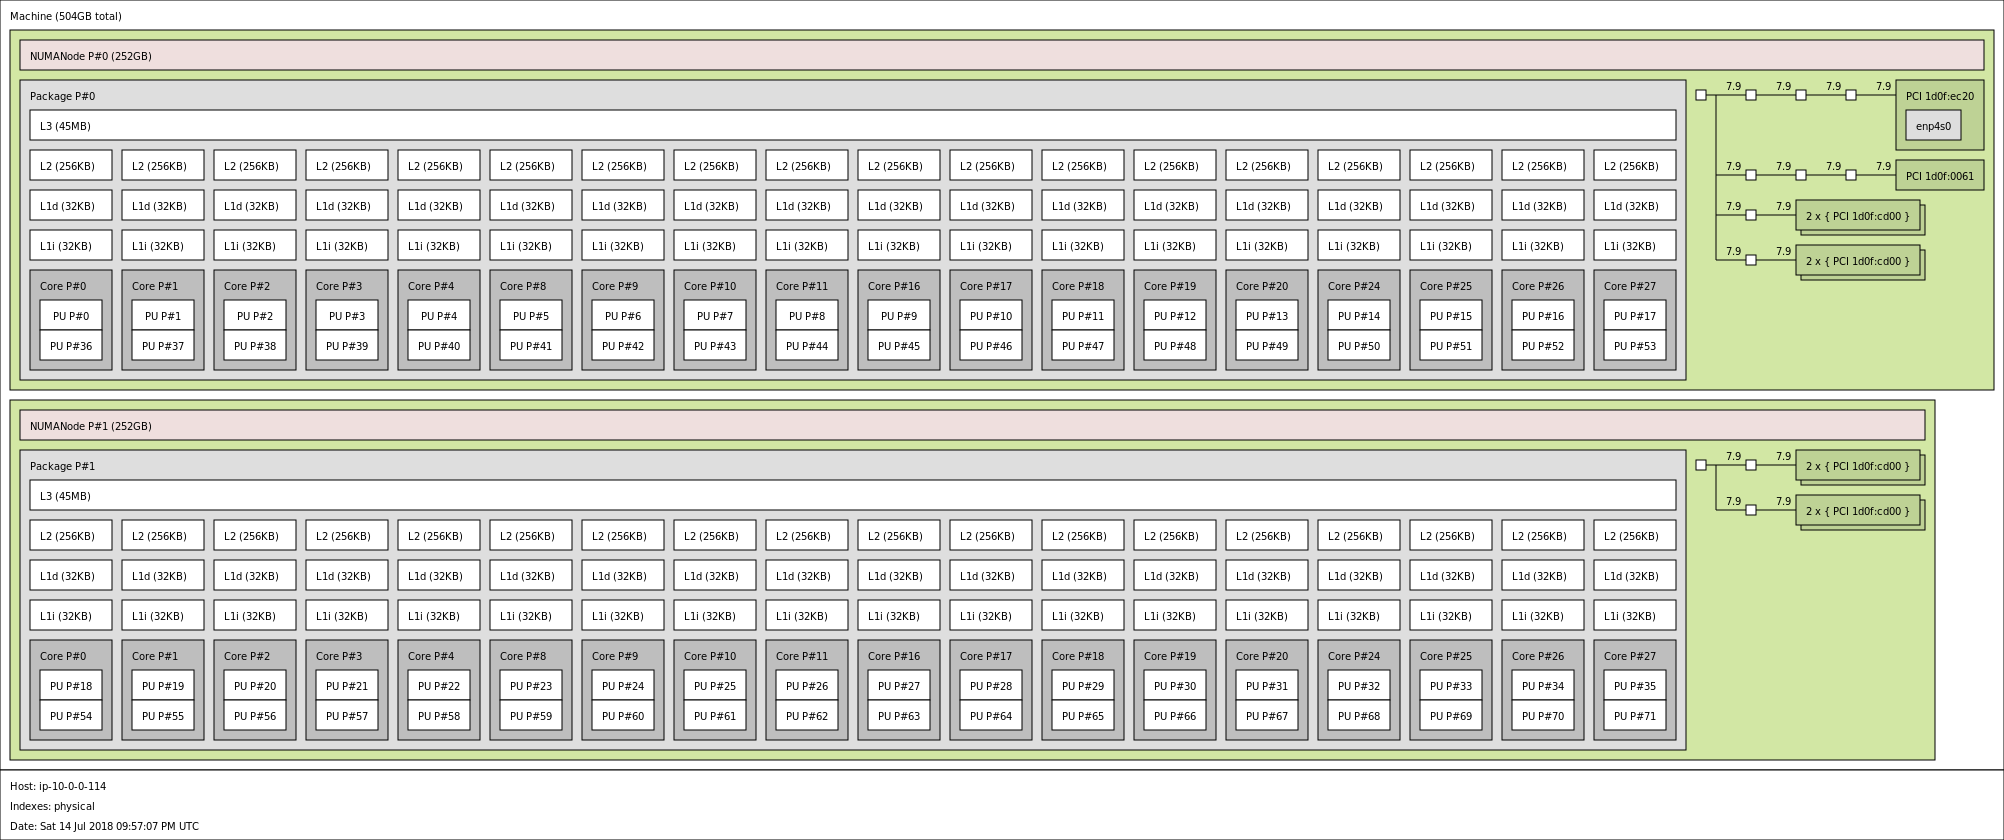 Machine (504GB total)
NUMANode P#0 (252GB)
Package P#0
7.9 7.9 7.9 7.9
PCI 1d0f:ec20
L3 (45MB)
enp4s0
L2 (256KB) L2 (256KB) L2 (256KB) L2 (256KB) L2 (256KB) L2 (256KB) L2 (256KB) L2 (256KB) L2 (256KB) L2 (256KB) L2 (256KB) L2 (256KB) L2 (256KB) L2 (256KB) L2 (256KB) L2 (256KB) L2 (256KB) L2 (256KB)
7.9 7.9 7.9 7.9
PCI 1d0f:0061
L1d (32KB) L1d (32KB) L1d (32KB) L1d (32KB) L1d (32KB) L1d (32KB) L1d (32KB) L1d (32KB) L1d (32KB) L1d (32KB) L1d (32KB) L1d (32KB) L1d (32KB) L1d (32KB) L1d (32KB) L1d (32KB) L1d (32KB) L1d (32KB)
7.9 7.9
2 x { PCI 1d0f:cd00 }
L1i (32KB) L1i (32KB) L1i (32KB) L1i (32KB) L1i (32KB) L1i (32KB) L1i (32KB) L1i (32KB) L1i (32KB) L1i (32KB) L1i (32KB) L1i (32KB) L1i (32KB) L1i (32KB) L1i (32KB) L1i (32KB) L1i (32KB) L1i (32KB)
7.9 7.9
2 x { PCI 1d0f:cd00 }
Core P#0 Core P#1 Core P#2 Core P#3 Core P#4 Core P#8 Core P#9 Core P#10 Core P#11 Core P#16 Core P#17 Core P#18 Core P#19 Core P#20 Core P#24 Core P#25 Core P#26 Core P#27
PU P#0 PU P#1 PU P#2 PU P#3 PU P#4 PU P#5 PU P#6 PU P#7 PU P#8 PU P#9 PU P#10 PU P#11 PU P#12 PU P#13 PU P#14 PU P#15 PU P#16 PU P#17
PU P#36 PU P#37 PU P#38 PU P#39 PU P#40 PU P#41 PU P#42 PU P#43 PU P#44 PU P#45 PU P#46 PU P#47 PU P#48 PU P#49 PU P#50 PU P#51 PU P#52 PU P#53
NUMANode P#1 (252GB)
Package P#1
7.9 7.9
2 x { PCI 1d0f:cd00 }
L3 (45MB)
7.9 7.9
2 x { PCI 1d0f:cd00 }
L2 (256KB) L2 (256KB) L2 (256KB) L2 (256KB) L2 (256KB) L2 (256KB) L2 (256KB) L2 (256KB) L2 (256KB) L2 (256KB) L2 (256KB) L2 (256KB) L2 (256KB) L2 (256KB) L2 (256KB) L2 (256KB) L2 (256KB) L2 (256KB)
L1d (32KB) L1d (32KB) L1d (32KB) L1d (32KB) L1d (32KB) L1d (32KB) L1d (32KB) L1d (32KB) L1d (32KB) L1d (32KB) L1d (32KB) L1d (32KB) L1d (32KB) L1d (32KB) L1d (32KB) L1d (32KB) L1d (32KB) L1d (32KB)
L1i (32KB) L1i (32KB) L1i (32KB) L1i (32KB) L1i (32KB) L1i (32KB) L1i (32KB) L1i (32KB) L1i (32KB) L1i (32KB) L1i (32KB) L1i (32KB) L1i (32KB) L1i (32KB) L1i (32KB) L1i (32KB) L1i (32KB) L1i (32KB)
Core P#0 Core P#1 Core P#2 Core P#3 Core P#4 Core P#8 Core P#9 Core P#10 Core P#11 Core P#16 Core P#17 Core P#18 Core P#19 Core P#20 Core P#24 Core P#25 Core P#26 Core P#27
PU P#18 PU P#19 PU P#20 PU P#21 PU P#22 PU P#23 PU P#24 PU P#25 PU P#26 PU P#27 PU P#28 PU P#29 PU P#30 PU P#31 PU P#32 PU P#33 PU P#34 PU P#35
PU P#54 PU P#55 PU P#56 PU P#57 PU P#58 PU P#59 PU P#60 PU P#61 PU P#62 PU P#63 PU P#64 PU P#65 PU P#66 PU P#67 PU P#68 PU P#69 PU P#70 PU P#71
Host: ip-10-0-0-114
Indexes: physical
Date: Sat 14 Jul 2018 09:57:07 PM UTC